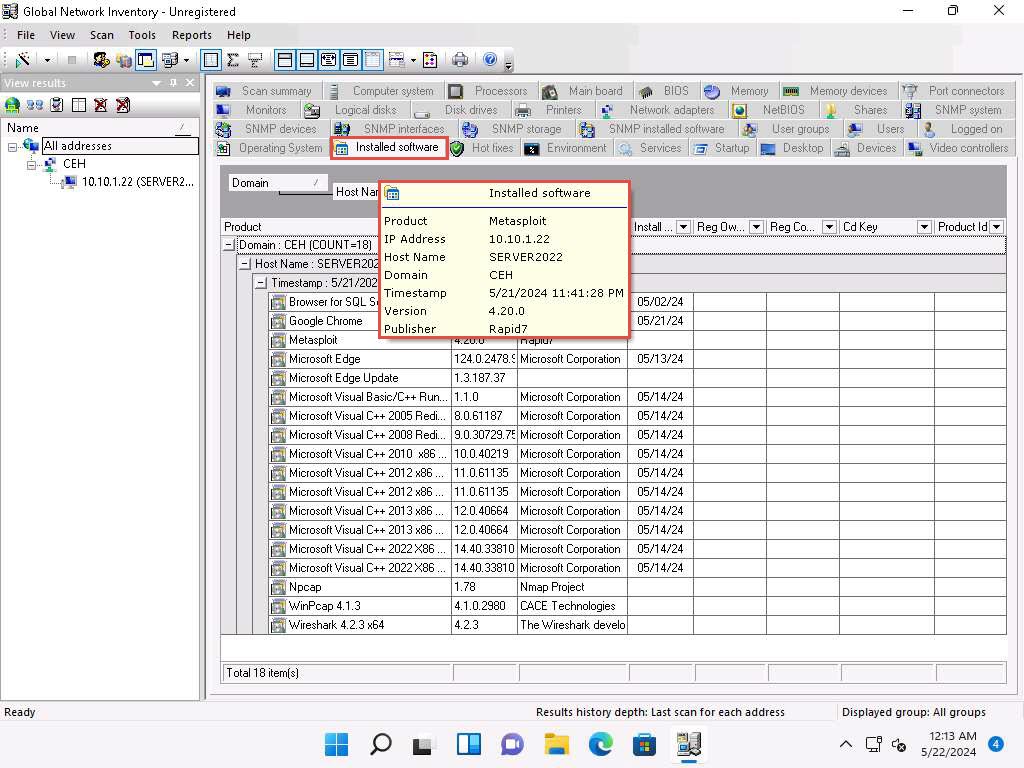 Global Network Inventory - Unregistered
File View Scan Tools Reports Help
View results
Name
All addresses
CEH
10.10.1.22 (SERVER2...
Scan summary Computer system Processors Main board BIOS Memory Memory devices Port connectors
Monitors Logical disks Disk drives Printers Network adapters NetBIOS Shares SNMP system
SNMP devices SNMP interfaces SNMP storage SNMP installed software User groups Users Logged on
Operating System Installed software Hot fixes Environment Services Startup Desktop Devices Video controllers
Domain /
Host Nar
Installed software
Product Metasploit
IP Address 10.10.1.22
Host Name SERVER2022
Domain CEH
Timestamp 5/21/2024 11:41:28 PM
Version 4.20.0
Publisher Rapid7
Product Install ... Reg Ow... Reg Co... Cd Key Product Id
Domain : CEH (COUNT=18)
Host Name : SERVER202
Timestamp : 5/21/202
Browser for SQL Se 05/02/24
Google Chrome 05/21/24
Metasploit 4.20.0 Rapid7
Microsoft Edge 124.0.2478.9 Microsoft Corporation 05/13/24
Microsoft Edge Update 1.3.187.37
Microsoft Visual Basic/C++ Run... 1.1.0 Microsoft Corporation 05/14/24
Microsoft Visual C++ 2005 Redi... 8.0.61187 Microsoft Corporation 05/14/24
Microsoft Visual C++ 2008 Redi... 9.0.30729.75 Microsoft Corporation 05/14/24
Microsoft Visual C++ 2010 x86 ... 10.0.40219 Microsoft Corporation 05/14/24
Microsoft Visual C++ 2012 x86 ... 11.0.61135 Microsoft Corporation 05/14/24
Microsoft Visual C++ 2012 x86 ... 11.0.61135 Microsoft Corporation 05/14/24
Microsoft Visual C++ 2013 x86 ... 12.0.40664 Microsoft Corporation 05/14/24
Microsoft Visual C++ 2013 x86 ... 12.0.40664 Microsoft Corporation 05/14/24
Microsoft Visual C++ 2022 X86 ... 14.40.33810 Microsoft Corporation 05/14/24
Microsoft Visual C++ 2022 X86 ... 14.40.33810 Microsoft Corporation 05/14/24
Npcap 1.78 Nmap Project
WinPcap 4.1.3 4.1.0.2980 CACE Technologies
Wireshark 4.2.3 x64 4.2.3 The Wireshark develo
Total 18 item(s)
Ready Results history depth: Last scan for each address Displayed group: All groups
12:13 AM
5/22/2024
4